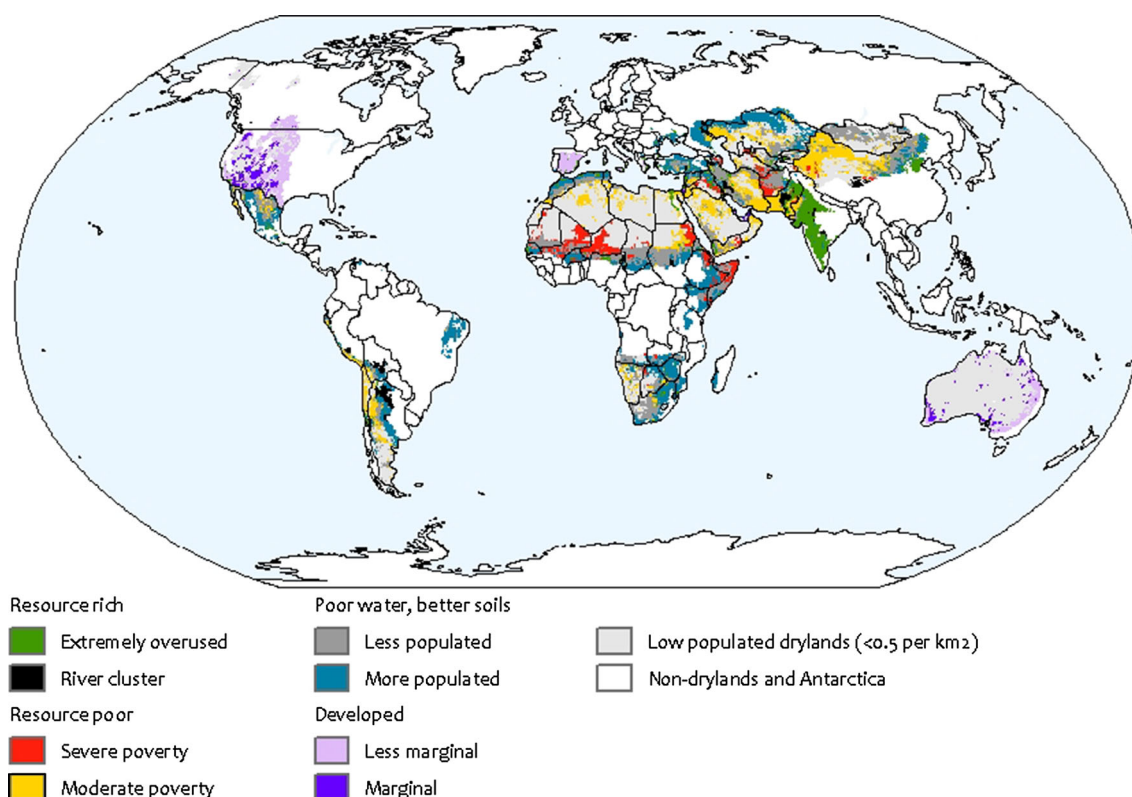 Resource rich
Extremely overused
River cluster
Resource poor
Severe poverty
Moderate poverty
Poor water, better soils
Less populated
More populated
Developed
Less marginal
Marginal
Low populated drylands (<0.5 per km2)
Non-drylands and Antarctica